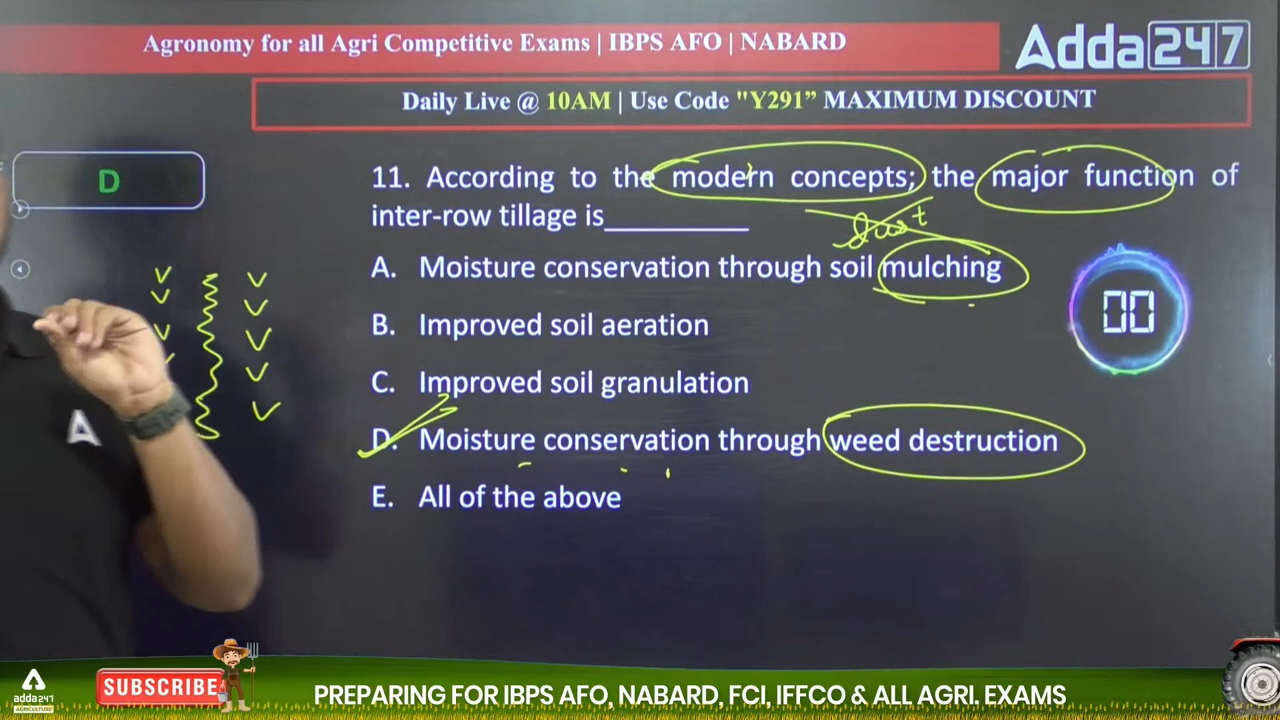 Agronomy for all Agri Competitive Exams | IBPS AFO | NABARD
Adda247
Daily Live @ 10AM | Use Code "Y291” MAXIMUM DISCOUNT
D
11. According to the modern concepts; the major function of
inter-row tillage is_________
dust
A. Moisture conservation through soil mulching
00
B. Improved soil aeration
C. Improved soil granulation
D. Moisture conservation through weed destruction
E. All of the above
adda247
AGRICULTURE
SUBSCRIBE
PREPARING FOR IBPS AFO, NABARD, FCI, IFFCO & ALL AGRI. EXAMS